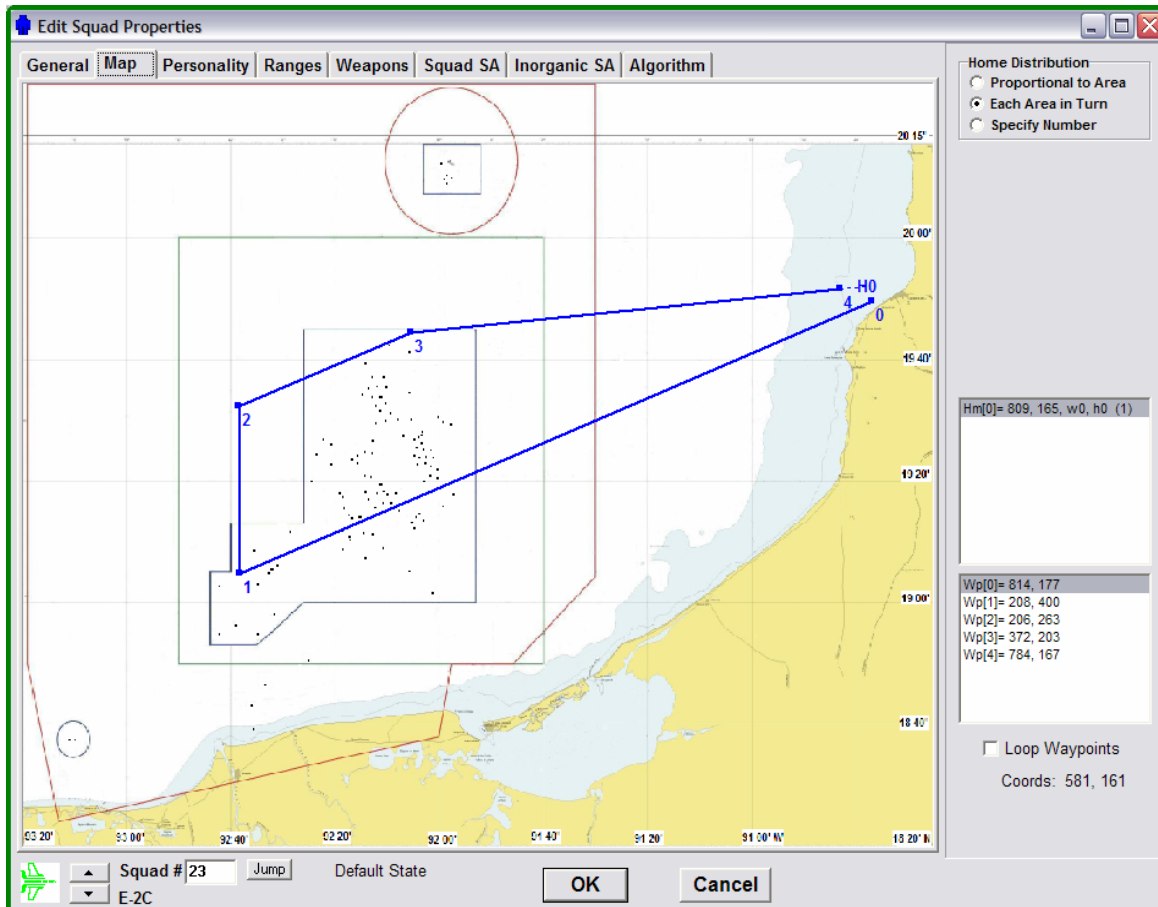 Edit Squad Properties
General Map Personality Ranges Weapons Squad SA Inorganic SA Algorithm
Home Distribution
Proportional to Area
Each Area in Turn
Specify Number
20 15"
20 00'
H0
4
0
3
19 40'
2
Hm[0]= 809, 165, w0, h0 (1)
19 20'
1
19 00'
Wp[0]= 814, 177
Wp[1]= 208, 400
Wp[2]= 206, 263
Wp[3]= 372, 203
Wp[4]= 784, 167
18 40'
Loop Waypoints
Coords: 581, 161
93 20' 93 00' 92 40' 92 20' 92 00' 91 40' 91 20' 91 00' W 18 20' N
Squad # 23 Jump Default State
E-2C
OK Cancel